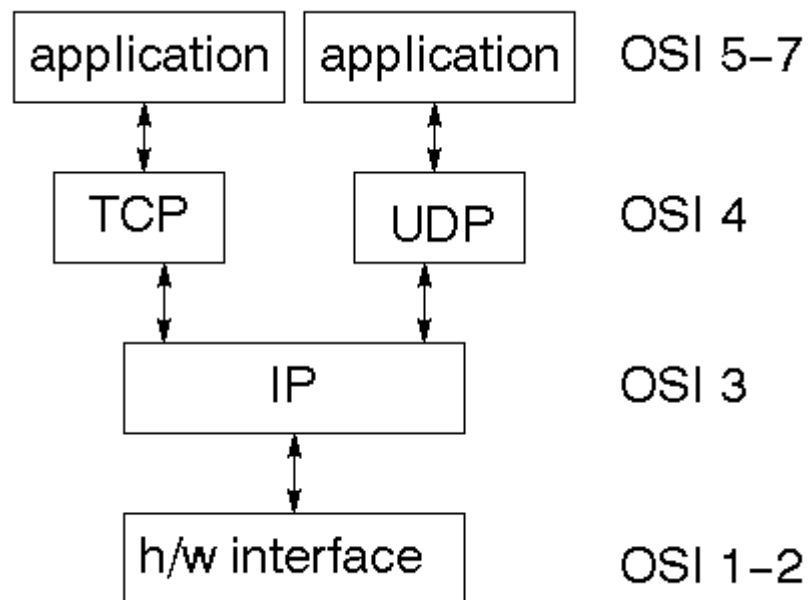 application application OSI 5–7
TCP UDP OSI 4
IP OSI 3
h/w interface OSI 1–2